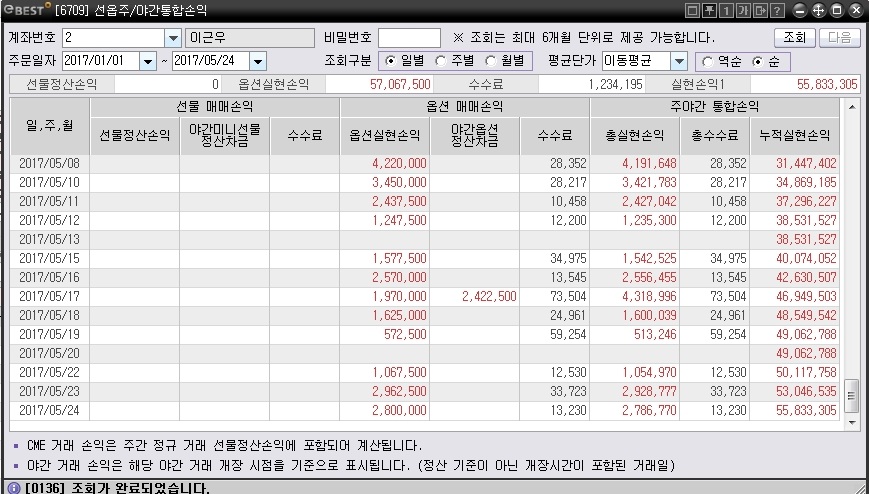 eBEST [6709] 선옵주/야간통합손익
계좌번호 2 이근우 비밀번호 ※ 조회는 최대 6개월 단위로 제공 가능합니다. 조회 다음
주문일자 2017/01/01 ~ 2017/05/24 조회구분 일별 주별 월별 평균단가 이동평균 역순 순
선물정산손익 0 옵션실현손익 57,067,500 수수료 1,234,195 실현손익1 55,833,305
일,주,월 선물 매매손익 옵션 매매손익 주야간 통합손익
선물정산손익 야간미니선물 정산차금 수수료 옵션실현손익 야간옵션 정산차금 수수료 총실현손익 총수수료 누적실현손익
2017/05/08 4,220,000 28,352 4,191,648 28,352 31,447,402
2017/05/10 3,450,000 28,217 3,421,783 28,217 34,869,185
2017/05/11 2,437,500 10,458 2,427,042 10,458 37,296,227
2017/05/12 1,247,500 12,200 1,235,300 12,200 38,531,527
2017/05/13 38,531,527
2017/05/15 1,577,500 34,975 1,542,525 34,975 40,074,052
2017/05/16 2,570,000 13,545 2,556,455 13,545 42,630,507
2017/05/17 1,970,000 2,422,500 73,504 4,318,996 73,504 46,949,503
2017/05/18 1,625,000 24,961 1,600,039 24,961 48,549,542
2017/05/19 572,500 59,254 513,246 59,254 49,062,788
2017/05/20 49,062,788
2017/05/22 1,067,500 12,530 1,054,970 12,530 50,117,758
2017/05/23 2,962,500 33,723 2,928,777 33,723 53,046,535
2017/05/24 2,800,000 13,230 2,786,770 13,230 55,833,305
▪ CME 거래 손익은 주간 정규 거래 선물정산손익에 포함되어 계산됩니다.
▪ 야간 거래 손익은 해당 야간 거래 개장 시점을 기준으로 표시됩니다. (정산 기준이 아닌 개장시간이 포함된 거래일)
[0136] 조회가 완료되었습니다.